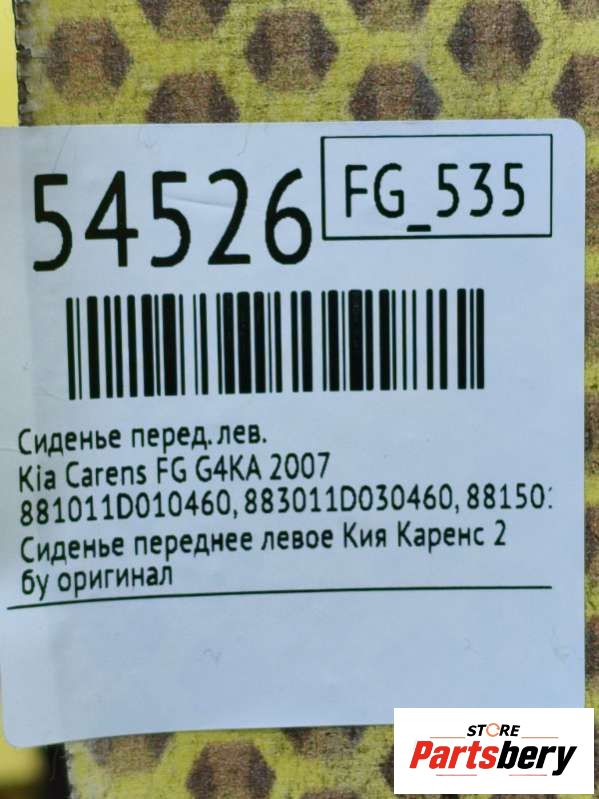 54526
FG_535
Сиденье перед. лев.
Kia Carens FG G4KA 2007
881011D010460, 883011D030460, 88150
Сиденье переднее левое Кия Каренс 2
бу оригинал
STORE
Partsbery